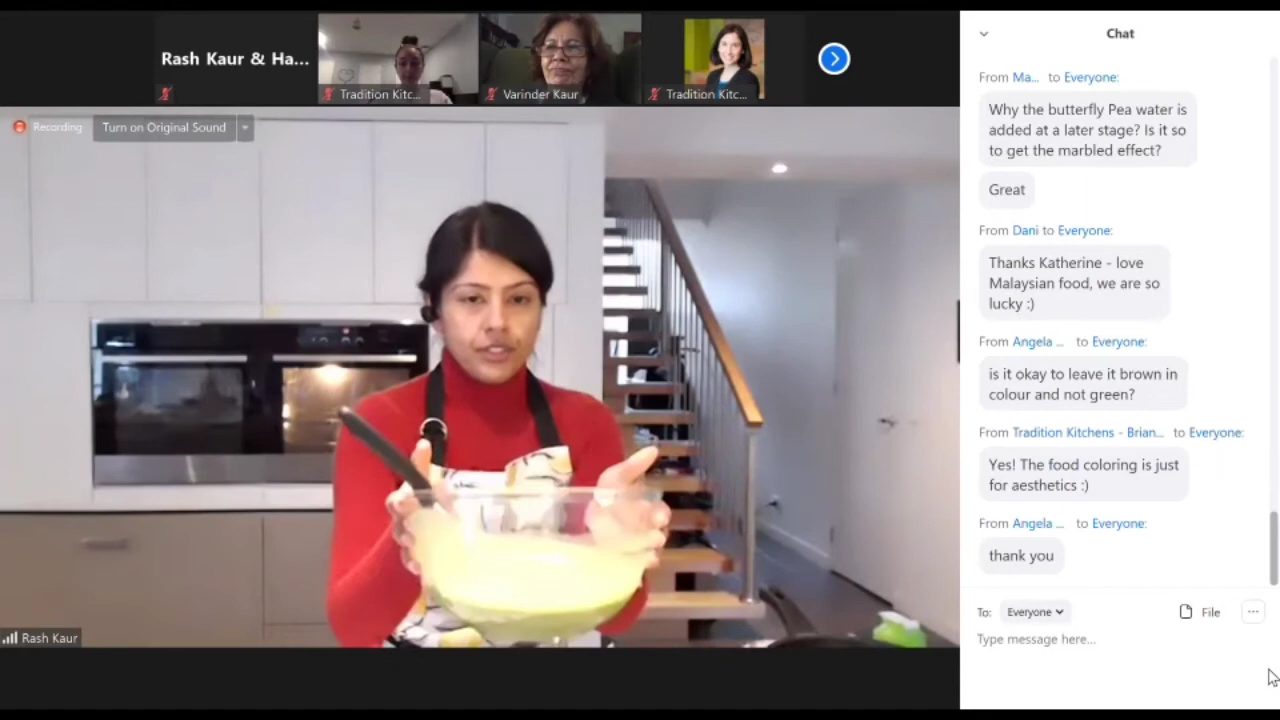 Rash Kaur & Ha...
Tradition Kitc...
Varinder Kaur
Tradition Kitc...
Recording
Turn on Original Sound
Rash Kaur
Chat
From Ma... to Everyone:
Why the butterfly Pea water is
added at a later stage? Is it so
to get the marbled effect?
Great
From Dani to Everyone:
Thanks Katherine - love
Malaysian food, we are so
lucky :)
From Angela ... to Everyone:
is it okay to leave it brown in
colour and not green?
From Tradition Kitchens - Brian... to Everyone:
Yes! The food coloring is just
for aesthetics :)
From Angela ... to Everyone:
thank you
To: Everyone
File
...
Type message here...